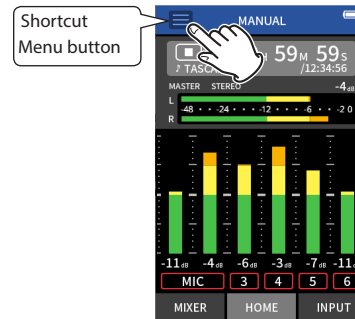 Shortcut
Menu button
MANUAL
59M 59s
♪ TASCA
/12:34:56
MASTER STEREO -4dB
L
-48 -24 -12 -6 -2 0
R
-11dB -4dB -6dB -3dB -7dB -11
MIC 3 4 5 6
MIXER HOME INPUT